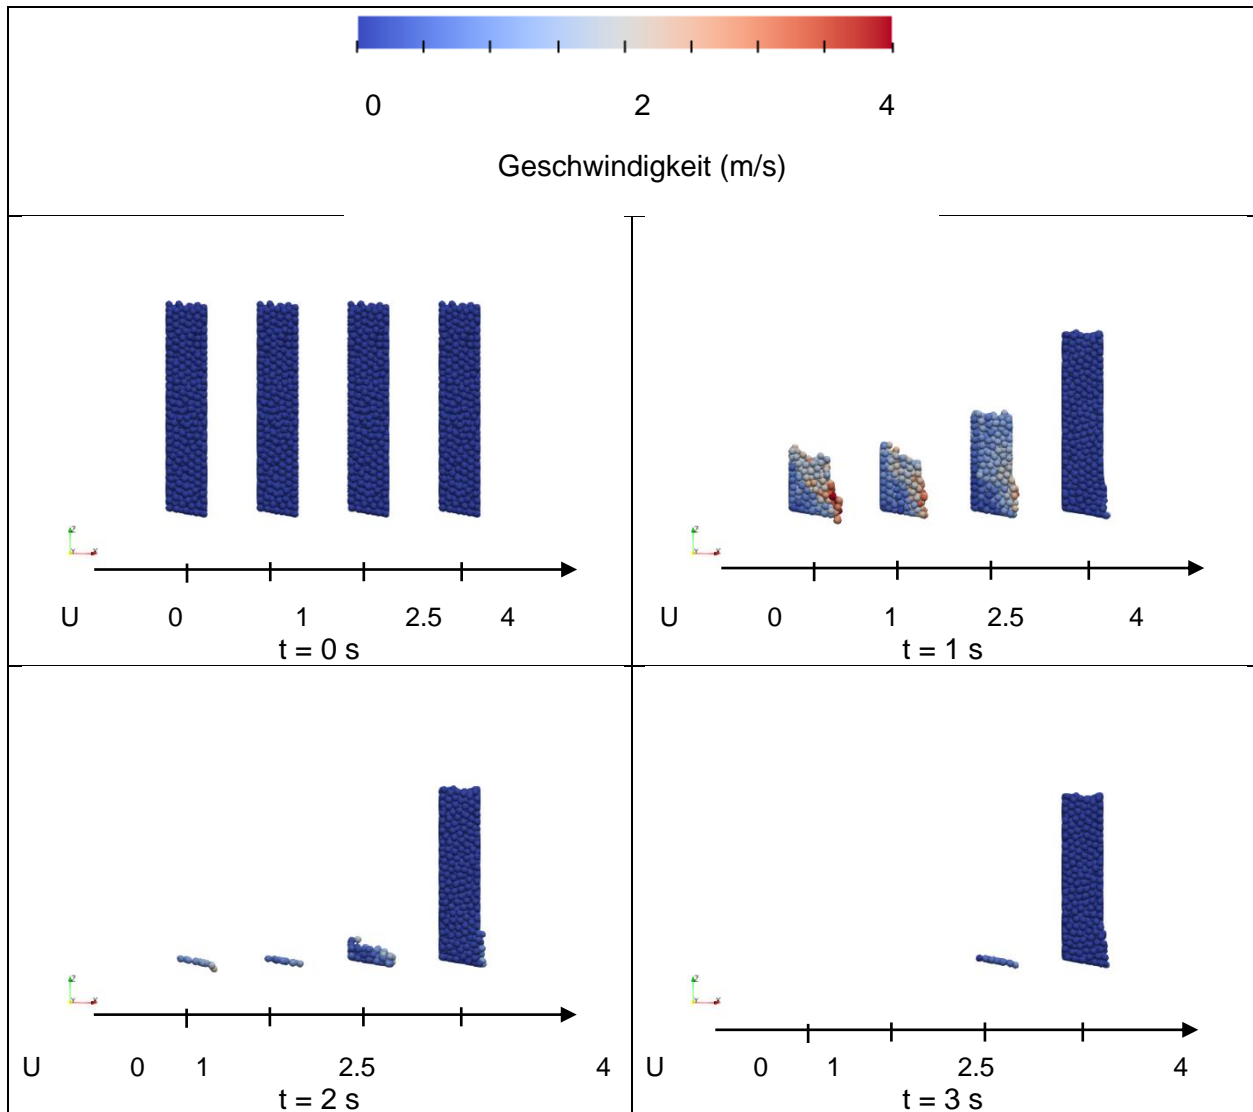 0 2 4
Geschwindigkeit (m/s)
U 0 1 2.5 4
t = 0 s
U 0 1 2.5 4
t = 1 s
U 0 1 2.5 4
t = 2 s
U 0 1 2.5 4
t = 3 s